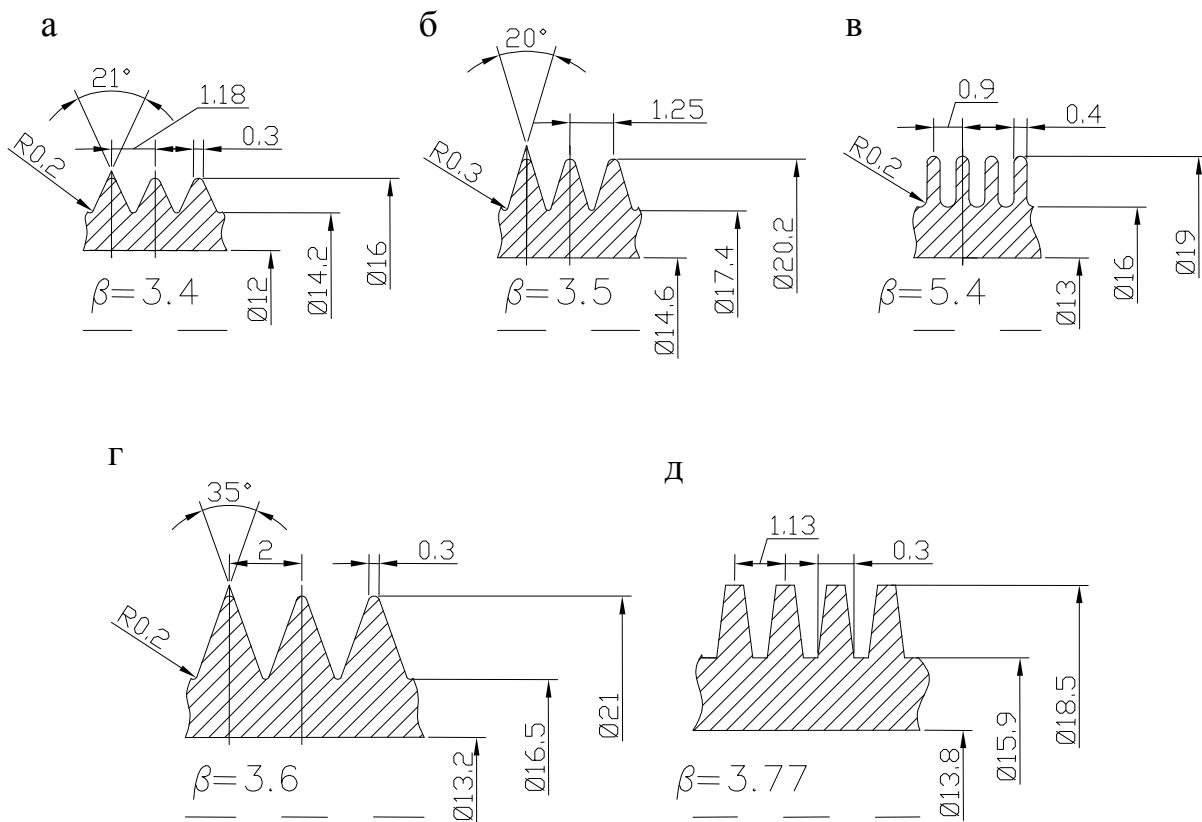 а
21°
1.18
0.3
R0.2
Ø16
Ø14.2
Ø12
β=3.4
б
20°
1.25
R0.3
Ø20.2
Ø17.4
Ø14.6
β=3.5
в
0.9
0.4
R0.2
Ø19
Ø16
Ø13
β=5.4
г
35°
2
0.3
R0.2
Ø21
Ø16.5
Ø13.2
β=3.6
д
1.13
0.3
Ø18.5
Ø15.9
Ø13.8
β=3.77